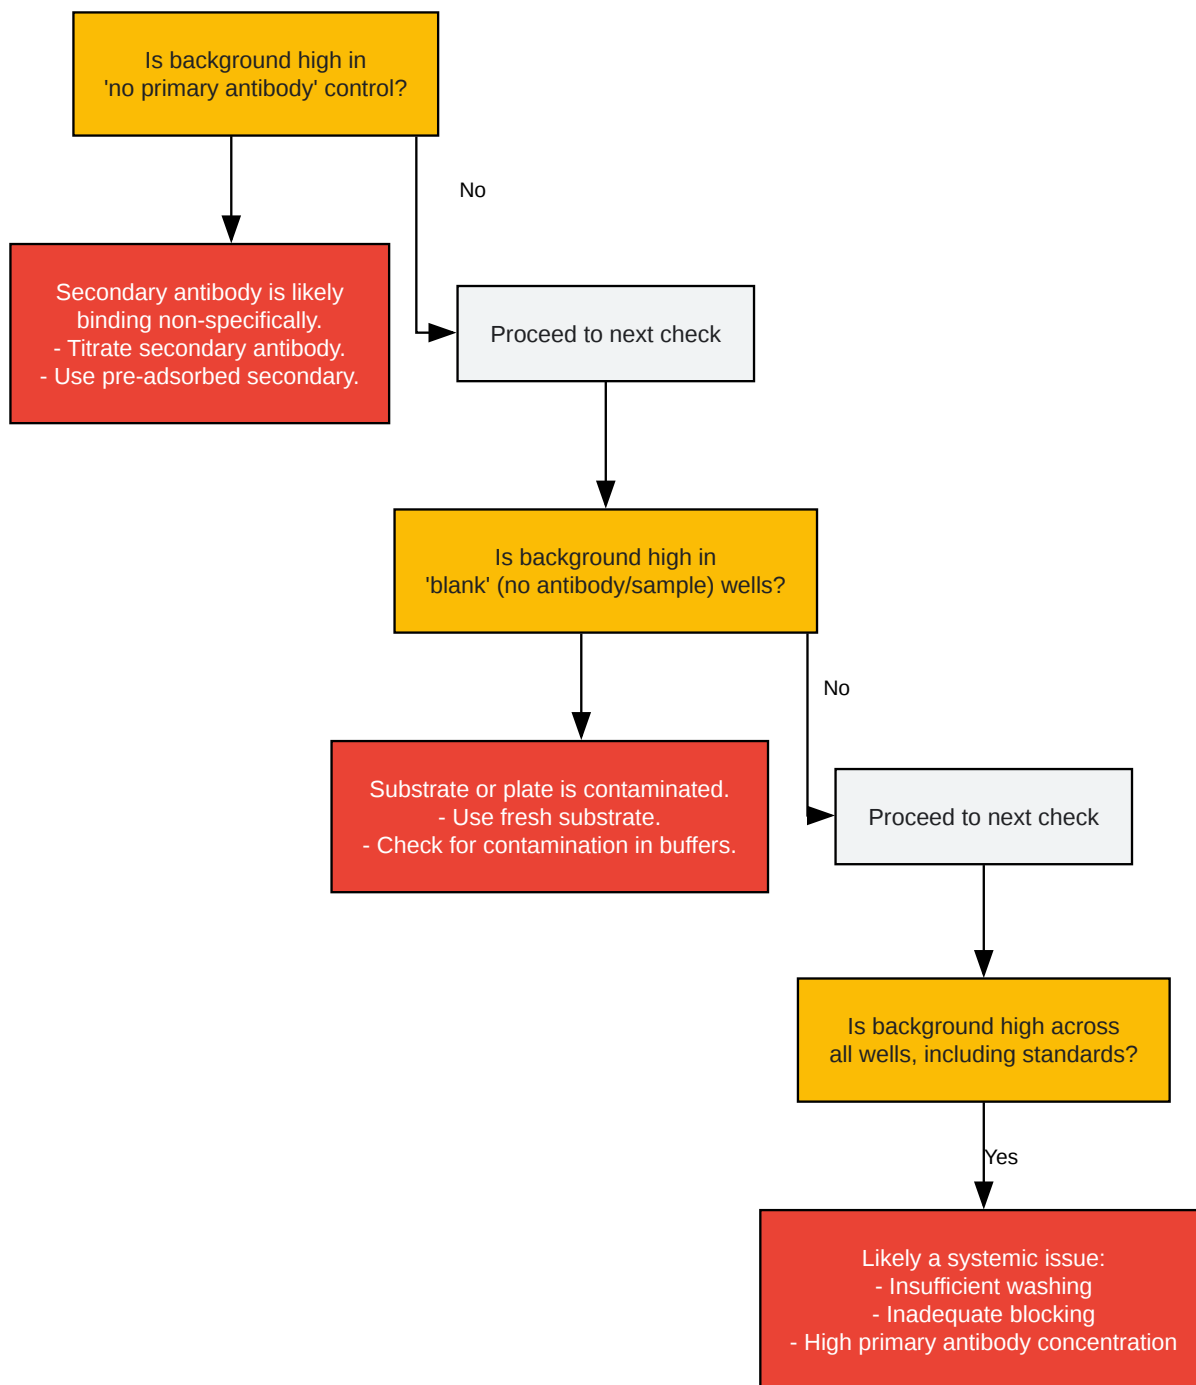 Is background high in
'no primary antibody' control?
No
Secondary antibody is likely
binding non-specifically.
- Titrate secondary antibody.
- Use pre-adsorbed secondary.
Proceed to next check
Is background high in
'blank' (no antibody/sample) wells?
No
Substrate or plate is contaminated.
- Use fresh substrate.
- Check for contamination in buffers.
Proceed to next check
Is background high across
all wells, including standards?
Yes
Likely a systemic issue:
- Insufficient washing
- Inadequate blocking
- High primary antibody concentration